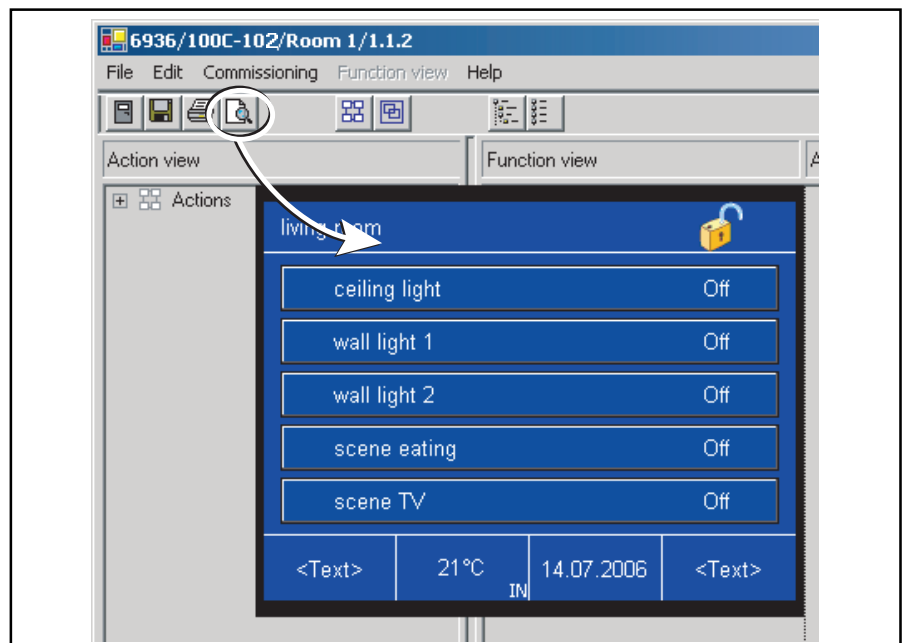 6936/100C-102/Room 1/1.1.2
File Edit Commissioning Function view Help
Action view Function view A
Actions
living room
ceiling light Off
wall light 1 Off
wall light 2 Off
scene eating Off
scene TV Off
<Text> 21°C IN 14.07.2006 <Text>